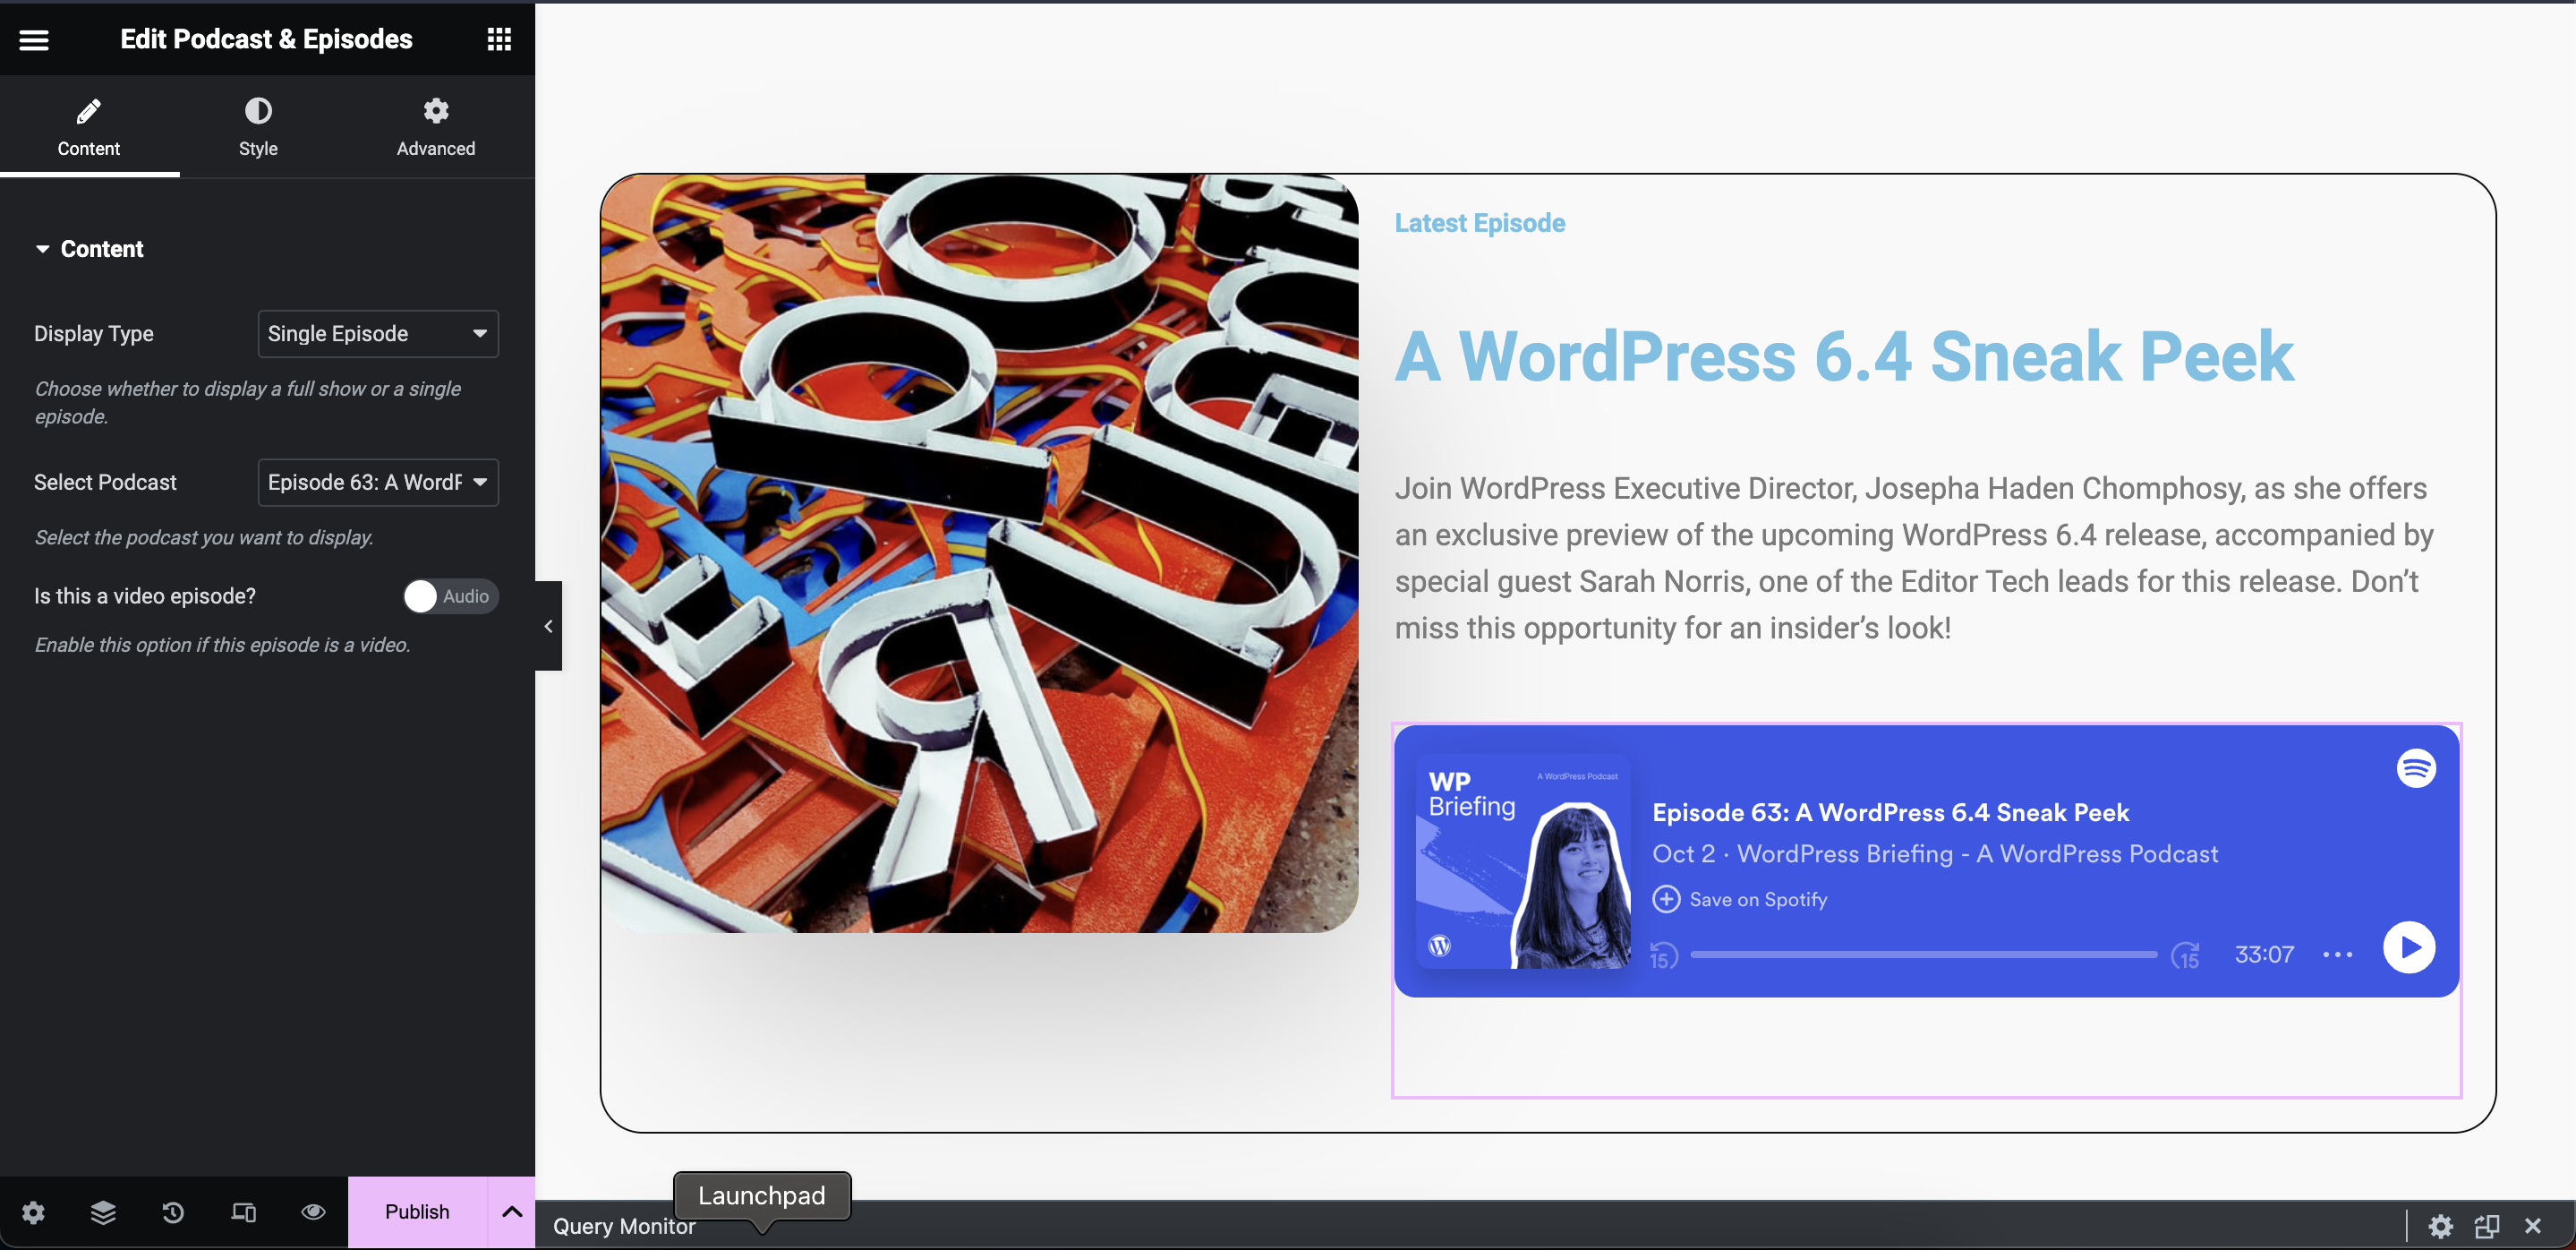 Edit Podcast & Episodes
Content
Style
Advanced
Content
Display Type
Single Episode
Choose whether to display a full show or a single
episode.
Select Podcast
Episode 63: A WordP
Select the podcast you want to display.
Is this a video episode?
Audio
Enable this option if this episode is a video.
Publish
Latest Episode
A WordPress 6.4 Sneak Peek
Join WordPress Executive Director, Josepha Haden Chomphosy, as she offers
an exclusive preview of the upcoming WordPress 6.4 release, accompanied by
special guest Sarah Norris, one of the Editor Tech leads for this release. Don’t
miss this opportunity for an insider’s look!
WP
Briefing
A WordPress Podcast
Episode 63: A WordPress 6.4 Sneak Peek
Oct 2 · WordPress Briefing - A WordPress Podcast
Save on Spotify
15
15
33:07
Launchpad
Query Monitor